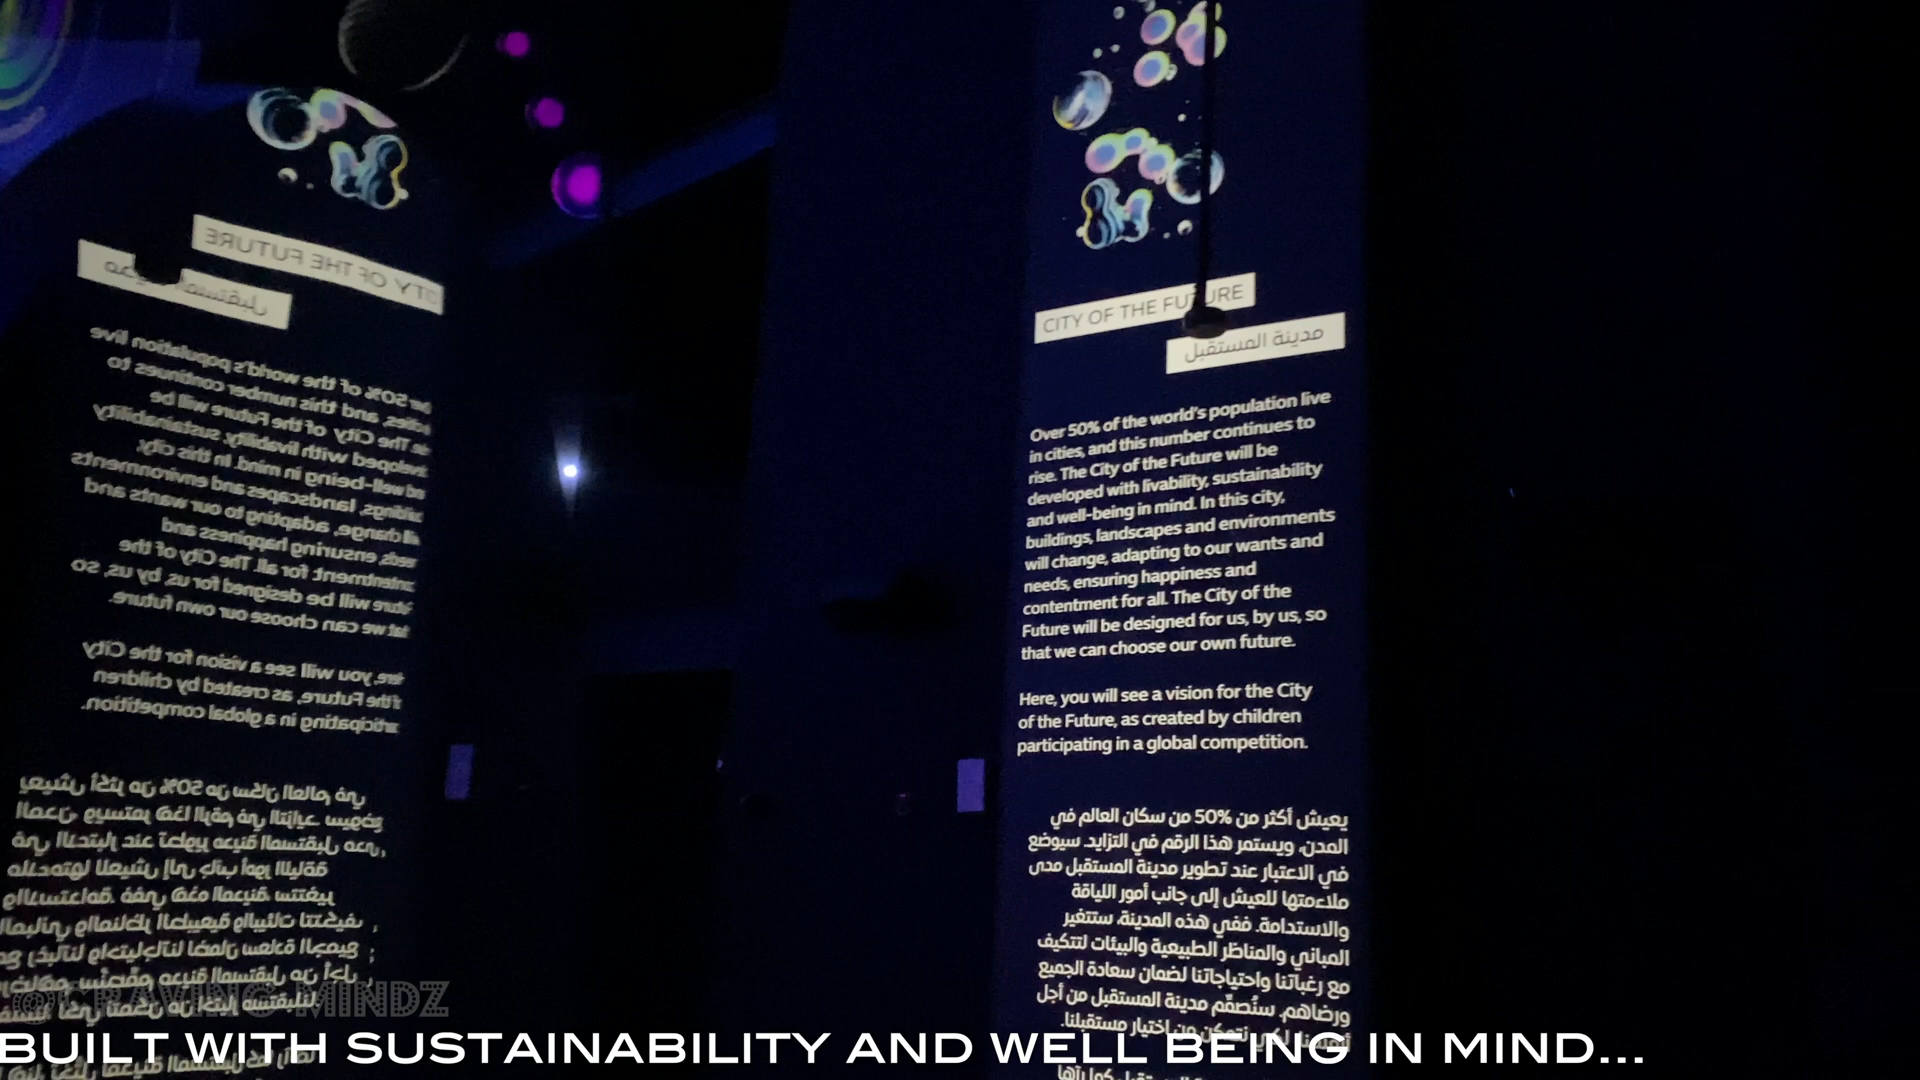 CITY OF THE FUTURE
مدينة المستقبل
Over 50% of the world's population live
in cities, and this number continues to
rise. The City of the Future will be
developed with livability, sustainability
and well-being in mind. In this city,
buildings, landscapes and environments
will change, adapting to our wants and
needs, ensuring happiness and
contentment for all. The City of the
Future will be designed for us, by us, so
that we can choose our own future.
Here, you will see a vision for the City
of the Future, as created by children
participating in a global competition.
يعيش أكثر من 50% من سكان العالم في
المدن، ويستمر هذا الرقم في التزايد. سيوضع
في الاعتبار عند تطوير مدينة المستقبل مدى
ملاءمتها للعيش إلى جانب أمور اللياقة
والاستدامة. ففي هذه المدينة، ستتغير
المباني والمناظر الطبيعية والبيئات لتتكيف
مع رغباتنا واحتياجاتنا لضمان سعادة الجميع
ورضاهم. ستُصمَّم مدينة المستقبل من أجل
أنفسنا لكي نتمكن من اختيار مستقبلنا.
@CRAVING MINDZ
BUILT WITH SUSTAINABILITY AND WELL BEING IN MIND...